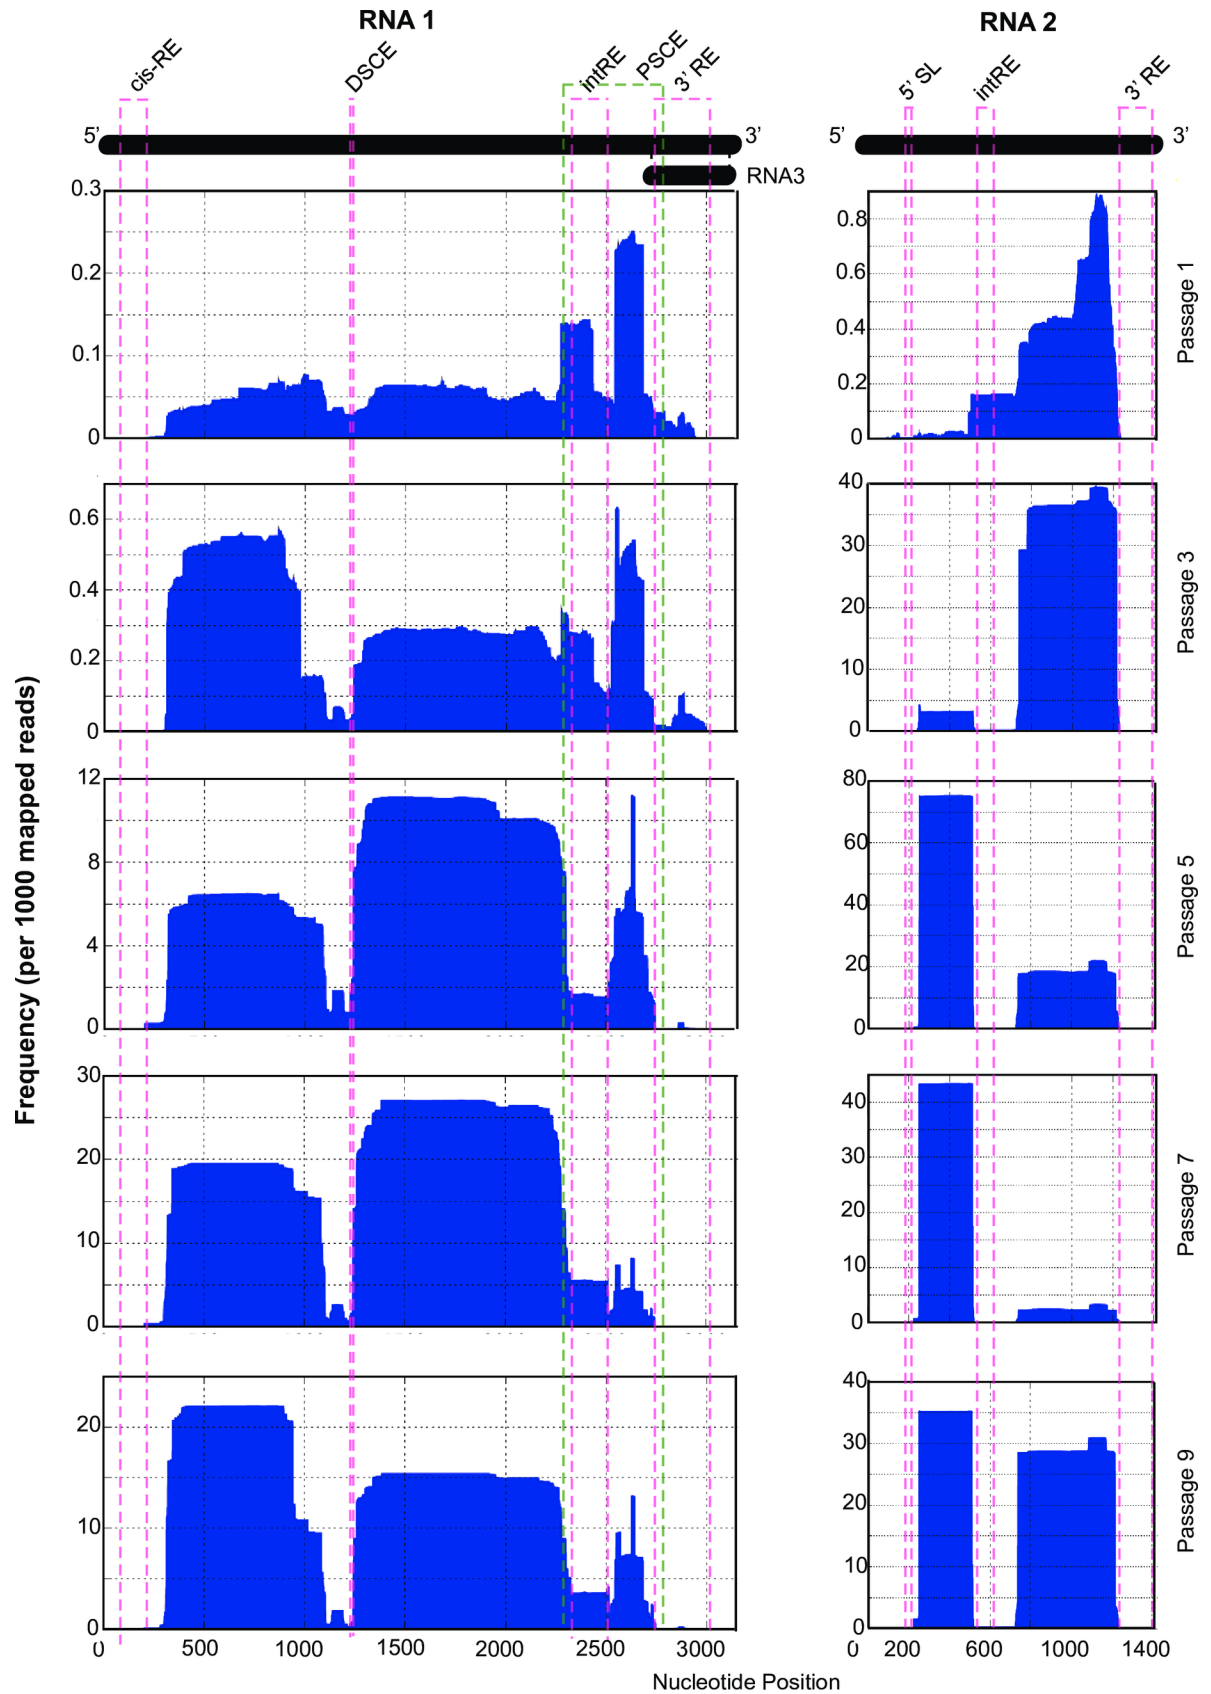 RNA 1
RNA 2
cis-RE
DSCE
intRE
PSCE
3' RE
5' SL
intRE
3' RE
5'
3'
5'
3'
RNA3
0.3
0.2
0.1
0
0.8
0.6
0.4
0.2
0
Passage 1
0.6
0.4
0.2
0
40
30
20
10
0
Passage 3
12
8
4
0
80
60
40
20
0
Passage 5
30
20
10
0
40
30
20
10
0
Passage 7
20
10
0
40
30
20
10
0
Passage 9
0 500 1000 1500 2000 2500 3000
0 200 600 1000 1400
Nucleotide Position
Frequency (per 1000 mapped reads)